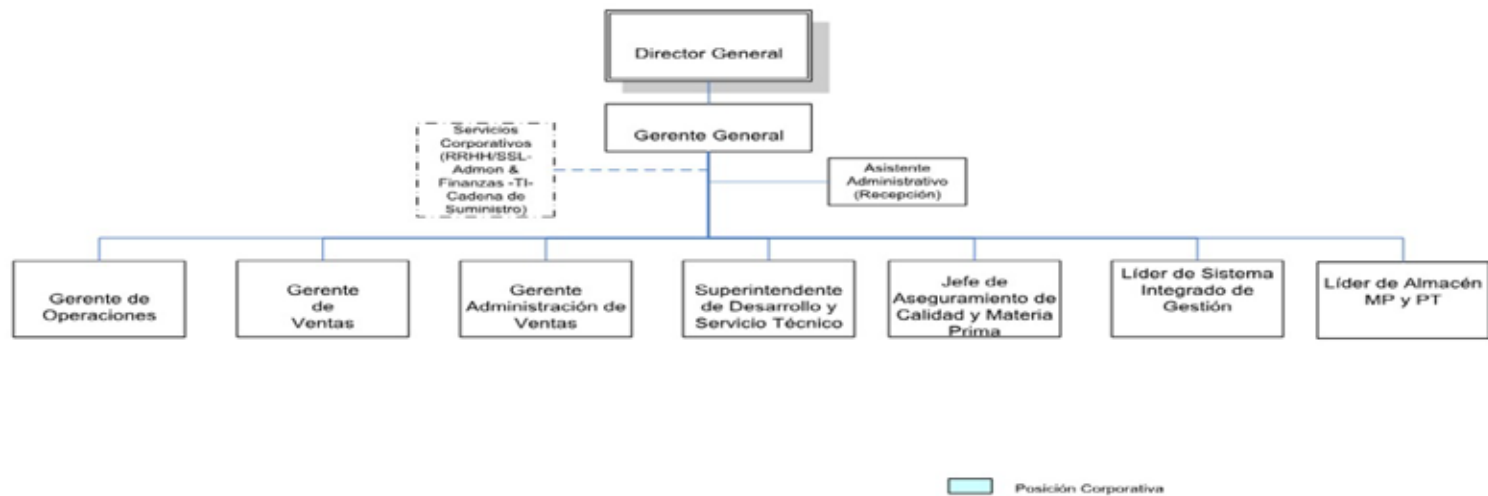 Director General
Gerente General
Servicios
Corporativos
(RRHH/SSL-
Admon &
Finanzas -TI-
Cadena de
Suministro)
Asistente
Administrativo
(Recepción)
Gerente de
Operaciones
Gerente
de
Ventas
Gerente
Administración de
Ventas
Superintendente
de Desarrollo y
Servicio Técnico
Jefe de
Aseguramiento de
Calidad y Materia
Prima
Líder de Sistema
Integrado de
Gestión
Líder de Almacén
MP y PT
Posición Corporativa